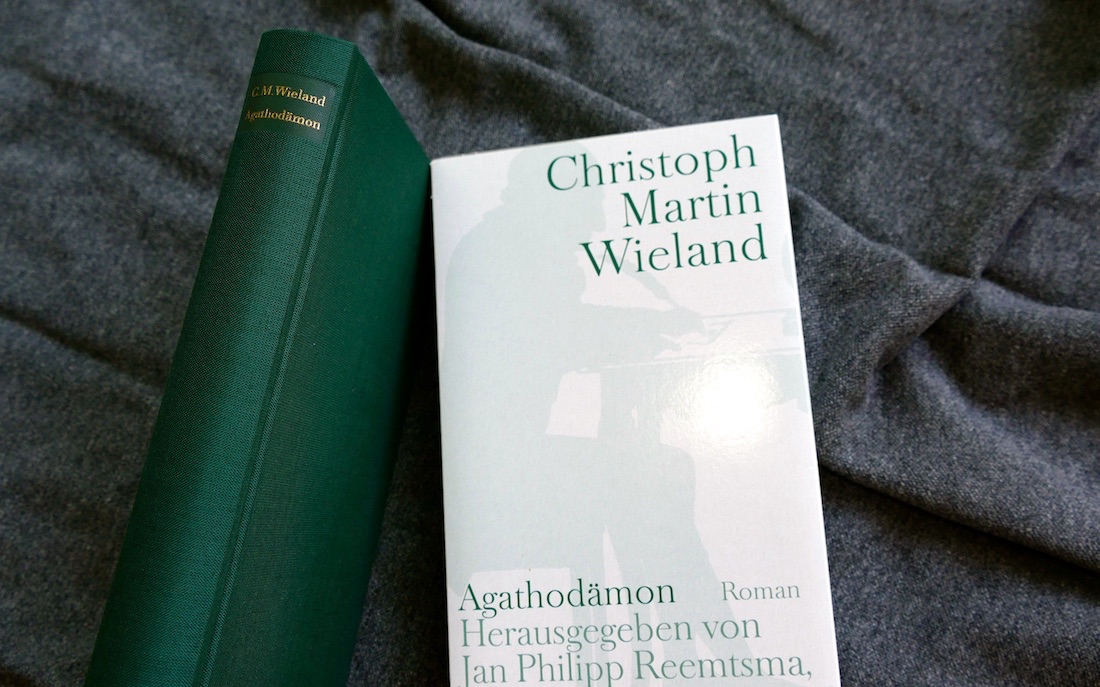 C. M. Wieland
Agathodämon
Christoph
Martin
Wieland
Agathodämon Roman
Herausgegeben von
Jan Philipp Reemtsma,